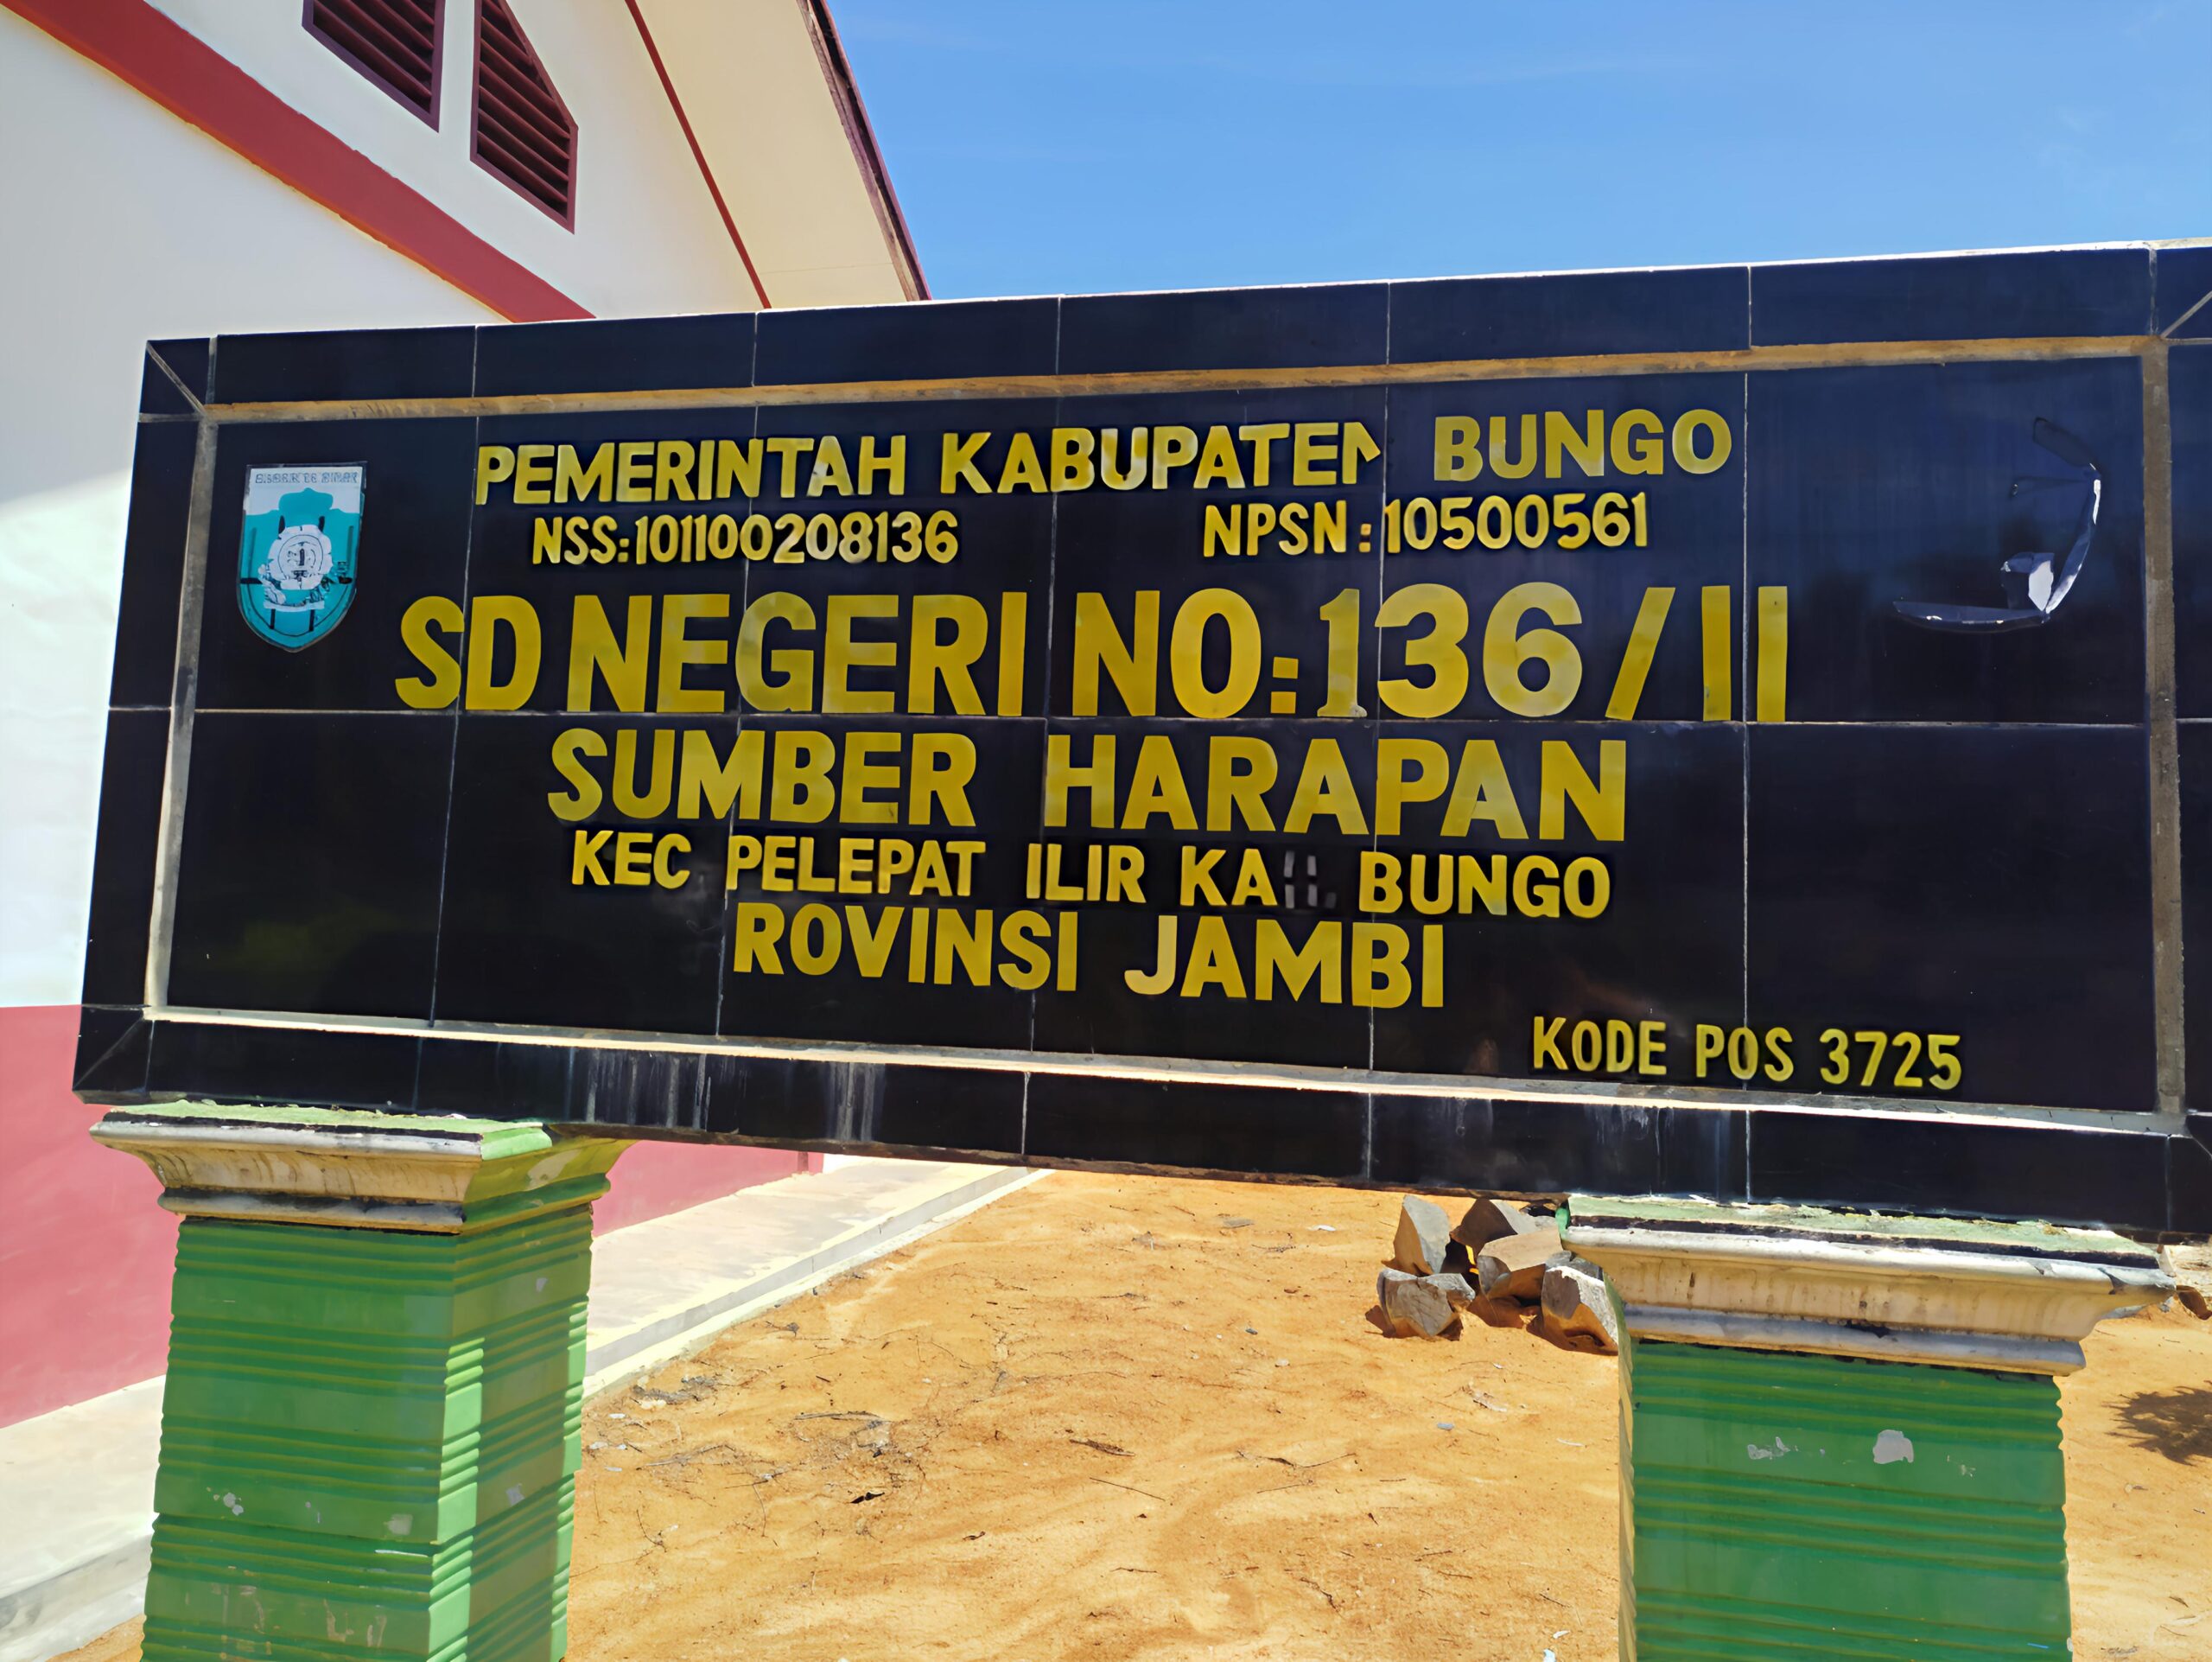 PEMERINTAH KABUPATEN BUNGO
NSS:101100208136 NPSN:10500561
SD NEGERI NO:136/II
SUMBER HARAPAN
KEC PELEPAT ILIR KA BUNGO
ROVINSI JAMBI
KODE POS 3725